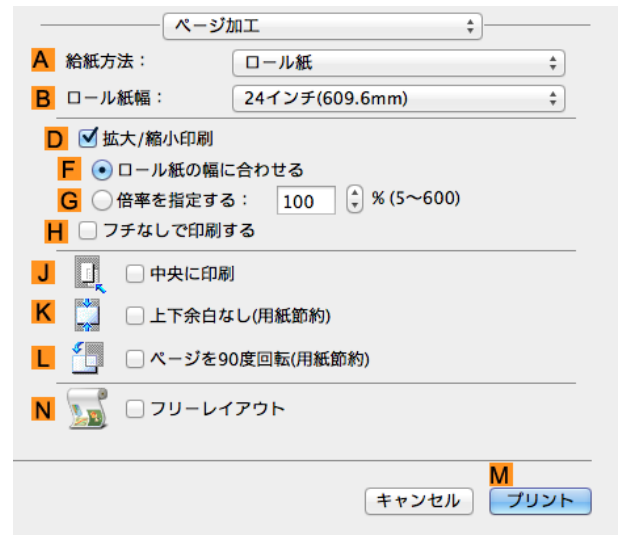 ページ加工
A 給紙方法： ロール紙
B ロール紙幅： 24インチ(609.6mm)
D 拡大/縮小印刷
F ロール紙の幅に合わせる
G 倍率を指定する： 100 % (5～600)
H フチなしで印刷する
J 中央に印刷
K 上下余白なし(用紙節約)
L ページを90度回転(用紙節約)
N フリーレイアウト
M
キャンセル プリント